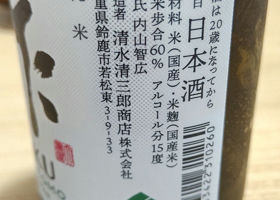 酒は20歳になってから
日本酒
材料 米（国産）・米麹（国産米）
米歩合60% アルコール分15度
造者 清水清三郎商店株式会社
重県鈴鹿市若松東3-9-33
氏 内山智広
米
KU
3422510260